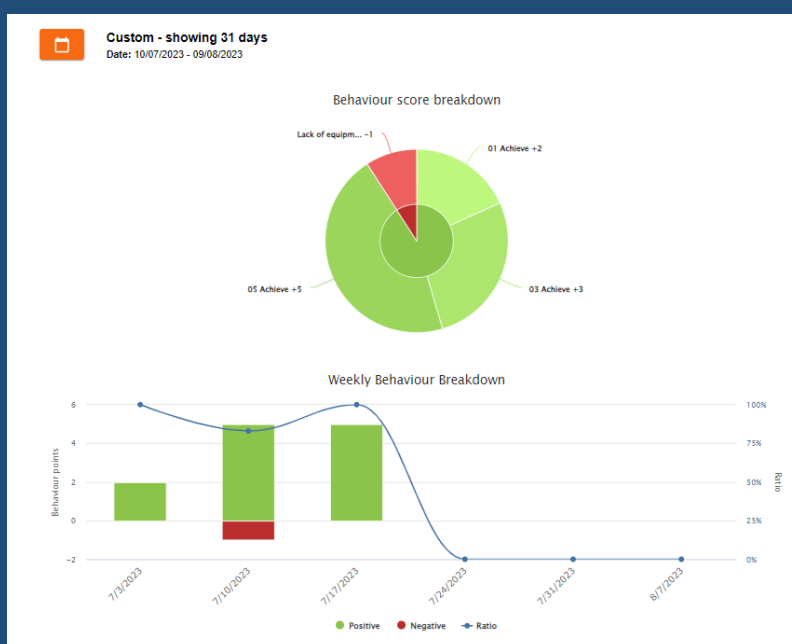 Custom - showing 31 days
Date: 10/07/2023 - 09/08/2023
Behaviour score breakdown
Lack of equipm... -1
01 Achieve +2
05 Achieve +5
03 Achieve +3
Weekly Behaviour Breakdown
Behaviour points
6
4
2
0
-2
100%
75%
50%
25%
0%
Ratio
7/3/2023
7/10/2023
7/17/2023
7/24/2023
7/31/2023
8/7/2023
Positive Negative Ratio